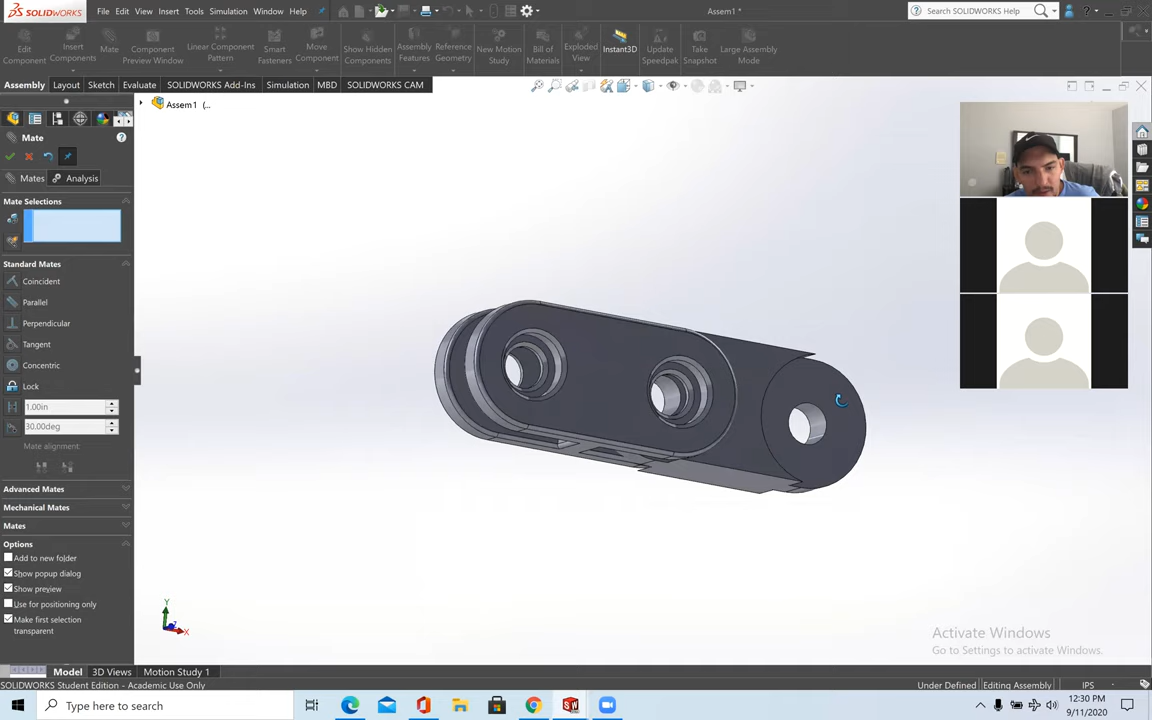 SOLIDWORKS
File Edit View Insert Tools Simulation Window Help
Assem1 *
Search SOLIDWORKS Help
Edit Component
Insert Components
Mate
Component Preview Window
Linear Component Pattern
Smart Fasteners
Move Component
Show Hidden Components
Assembly Features
Reference Geometry
New Motion Study
Bill of Materials
Exploded View
Instant3D
Update Speedpak
Take Snapshot
Large Assembly Mode
Assembly Layout Sketch Evaluate SOLIDWORKS Add-Ins Simulation MBD SOLIDWORKS CAM
Assem1 (...
Mate
Mates Analysis
Mate Selections
Standard Mates
Coincident
Parallel
Perpendicular
Tangent
Concentric
Lock
1.00in
30.00deg
Mate alignment:
Advanced Mates
Mechanical Mates
Mates
Options
Add to new folder
Show popup dialog
Show preview
Use for positioning only
Make first selection
transparent
Y
X
Z
Activate Windows
Go to Settings to activate Windows.
Model 3D Views Motion Study 1
SOLIDWORKS Student Edition - Academic Use Only
Under Defined Editing Assembly IPS
Type here to search
12:30 PM
9/11/2020